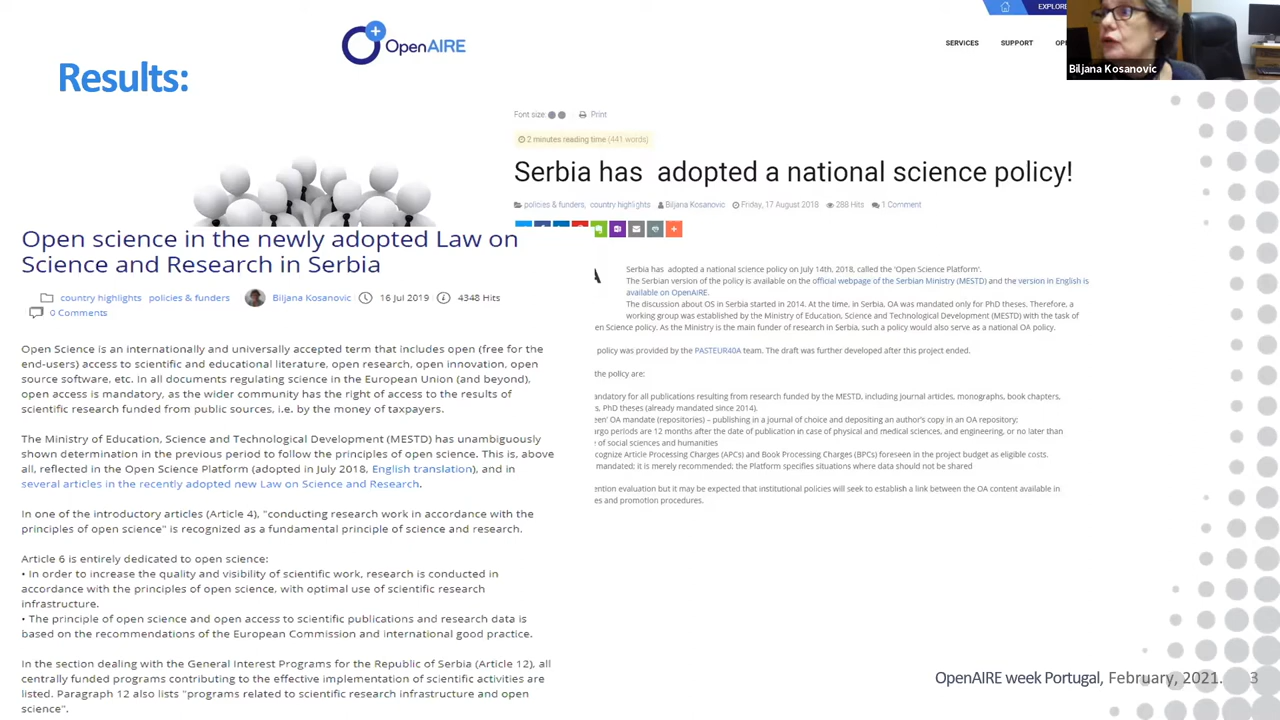 OpenAIRE
EXPLORE
SERVICES SUPPORT
Biljana Kosanovic
Results:
Font size: Print
2 minutes reading time (441 words)
Serbia has adopted a national science policy!
policies & funders, country highlights Biljana Kosanovic Friday, 17 August 2018 288 Hits 1 Comment
Serbia has adopted a national science policy on July 14th, 2018, called the 'Open Science Platform'.
The Serbian version of the policy is available on the official webpage of the Serbian Ministry (MESTD) and the version in English is
available on OpenAIRE.
The discussion about OS in Serbia started in 2014. At the time, in Serbia, OA was mandated only for PhD theses. Therefore, a
working group was established by the Ministry of Education, Science and Technological Development (MESTD) with the task of
en Science policy. As the Ministry is the main funder of research in Serbia, such a policy would also serve as a national OA policy.
policy was provided by the PASTEUR4OA team. The draft was further developed after this project ended.
the policy are:
andatory for all publications resulting from research funded by the MESTD, including journal articles, monographs, book chapters,
s, PhD theses (already mandated since 2014).
een' OA mandate (repositories) – publishing in a journal of choice and depositing an author's copy in an OA repository;
argo periods are 12 months after the date of publication in case of physical and medical sciences, and engineering, or no later than
e of social sciences and humanities
cognize Article Processing Charges (APCs) and Book Processing Charges (BPCs) foreseen in the project budget as eligible costs.
mandated; it is merely recommended; the Platform specifies situations where data should not be shared
ention evaluation but it may be expected that institutional policies will seek to establish a link between the OA content available in
es and promotion procedures.
Open science in the newly adopted Law on
Science and Research in Serbia
country highlights policies & funders Biljana Kosanovic 16 Jul 2019 4348 Hits
0 Comments
Open Science is an internationally and universally accepted term that includes open (free for the
end-users) access to scientific and educational literature, open research, open innovation, open
source software, etc. In all documents regulating science in the European Union (and beyond),
open access is mandatory, as the wider community has the right of access to the results of
scientific research funded from public sources, i.e. by the money of taxpayers.
The Ministry of Education, Science and Technological Development (MESTD) has unambiguously
shown determination in the previous period to follow the principles of open science. This is, above
all, reflected in the Open Science Platform (adopted in July 2018, English translation), and in
several articles in the recently adopted new Law on Science and Research.
In one of the introductory articles (Article 4), "conducting research work in accordance with the
principles of open science" is recognized as a fundamental principle of science and research.
Article 6 is entirely dedicated to open science:
• In order to increase the quality and visibility of scientific work, research is conducted in
accordance with the principles of open science, with optimal use of scientific research
infrastructure.
• The principle of open science and open access to scientific publications and research data is
based on the recommendations of the European Commission and international good practice.
In the section dealing with the General Interest Programs for the Republic of Serbia (Article 12), all
centrally funded programs contributing to the effective implementation of scientific activities are
listed. Paragraph 12 also lists "programs related to scientific research infrastructure and open
science".
OpenAIRE week Portugal, February, 2021. 3